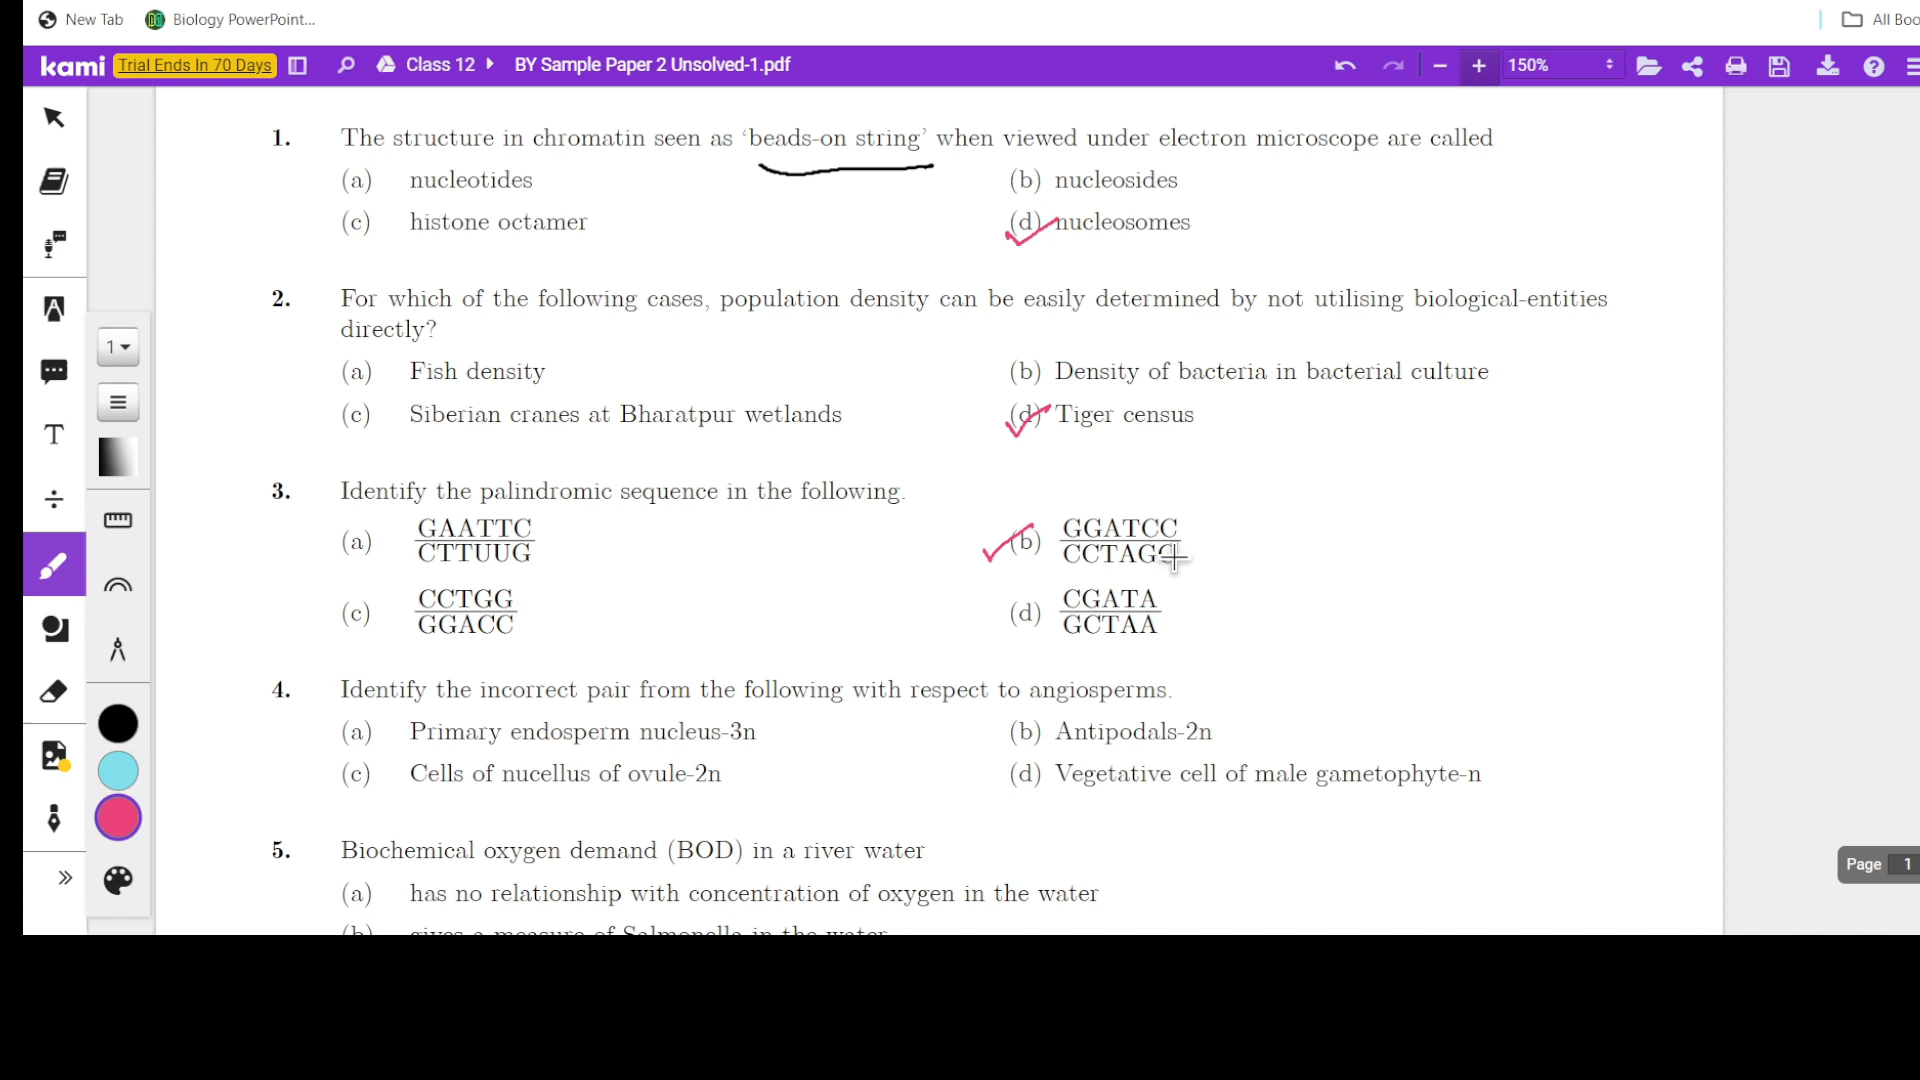 New Tab Biology PowerPoint... All Boo
kami Trial Ends In 70 Days Class 12 BY Sample Paper 2 Unsolved-1.pdf 150%
1. The structure in chromatin seen as ‘beads-on string’ when viewed under electron microscope are called
(a) nucleotides (b) nucleosides
(c) histone octamer (d) nucleosomes
2. For which of the following cases, population density can be easily determined by not utilising biological-entities
directly?
1
(a) Fish density (b) Density of bacteria in bacterial culture
(c) Siberian cranes at Bharatpur wetlands (d) Tiger census
3. Identify the palindromic sequence in the following.
(a) GAATTC
CTTUUG
(b) GGATCC
CCTAGG
(c) CCTGG
GGACC
(d) CGATA
GCTAA
4. Identify the incorrect pair from the following with respect to angiosperms.
(a) Primary endosperm nucleus-3n (b) Antipodals-2n
(c) Cells of nucellus of ovule-2n (d) Vegetative cell of male gametophyte-n
5. Biochemical oxygen demand (BOD) in a river water
Page 1
(a) has no relationship with concentration of oxygen in the water
(b) gives a measure of Salmonella in the water